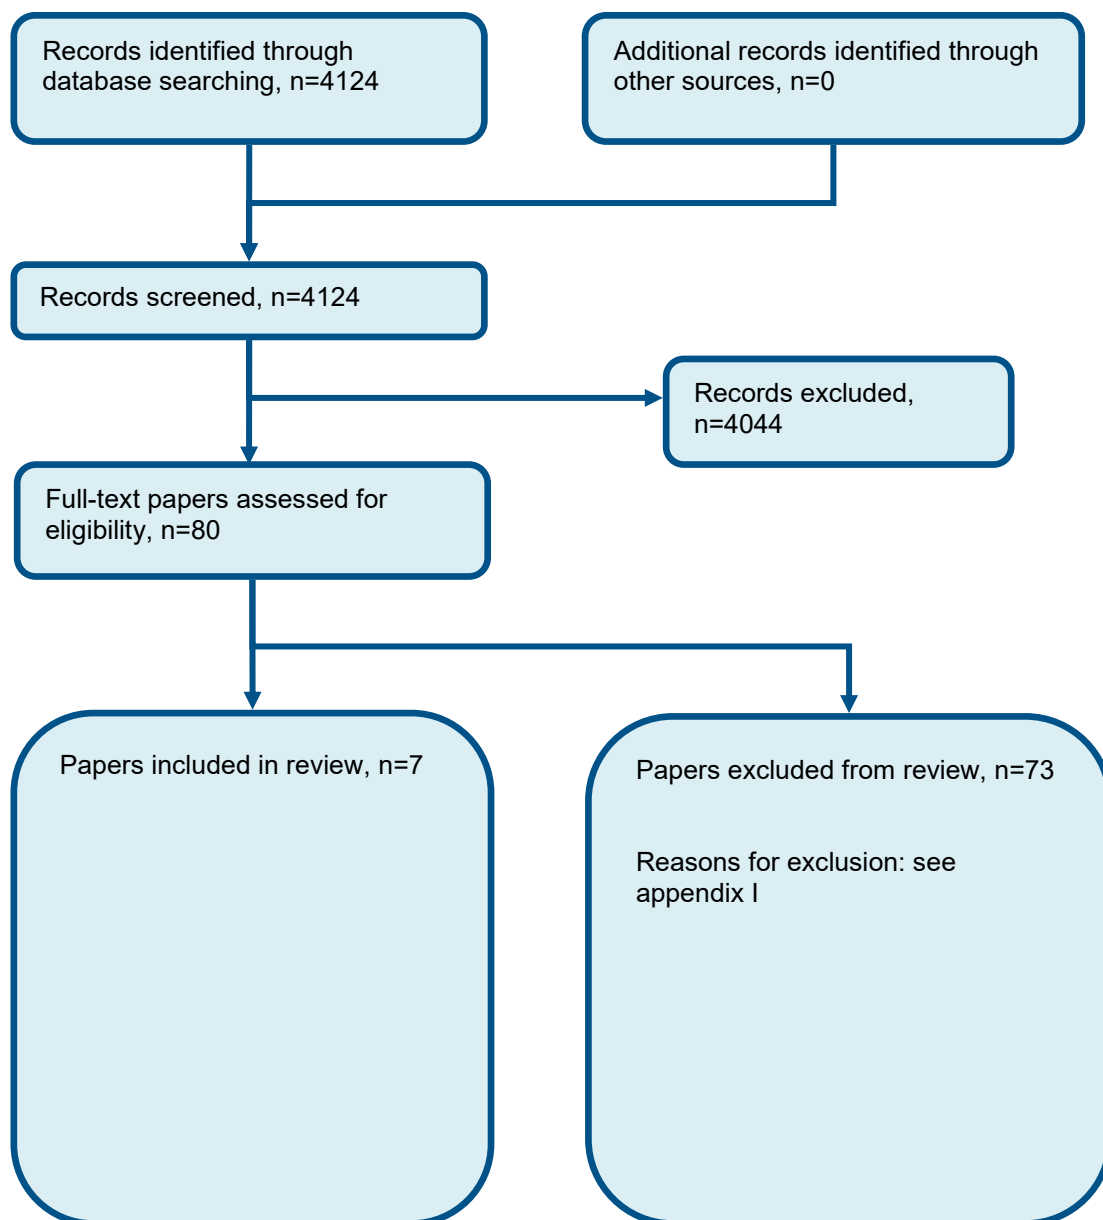 Records identified through
database searching, n=4124
Additional records identified through
other sources, n=0
Records screened, n=4124
Records excluded,
n=4044
Full-text papers assessed for
eligibility, n=80
Papers included in review, n=7
Papers excluded from review, n=73
Reasons for exclusion: see
appendix I